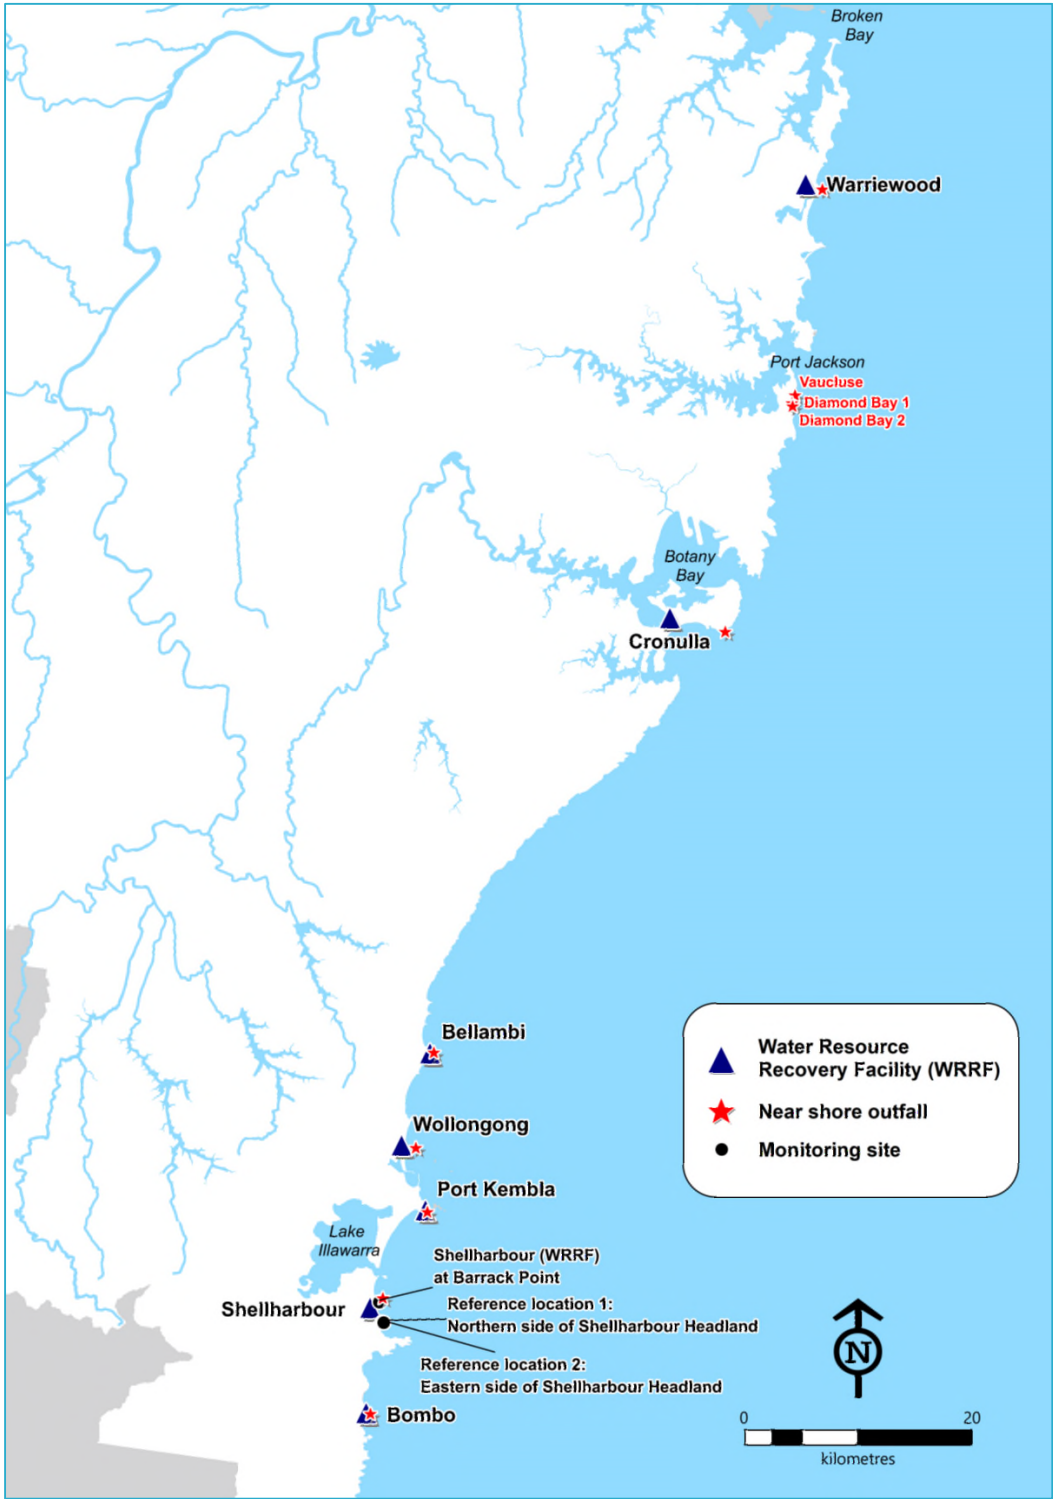 Broken
Bay
Warriewood
Port Jackson
Vaucluse
Diamond Bay 1
Diamond Bay 2
Botany
Bay
Cronulla
Bellambi
Water Resource
Recovery Facility (WRRF)
Near shore outfall
Monitoring site
Wollongong
Port Kembla
Lake
Illawarra
Shellharbour (WRRF)
at Barrack Point
Shellharbour
Reference location 1:
Northern side of Shellharbour Headland
Reference location 2:
Eastern side of Shellharbour Headland
Bombo
N
0 20
kilometres